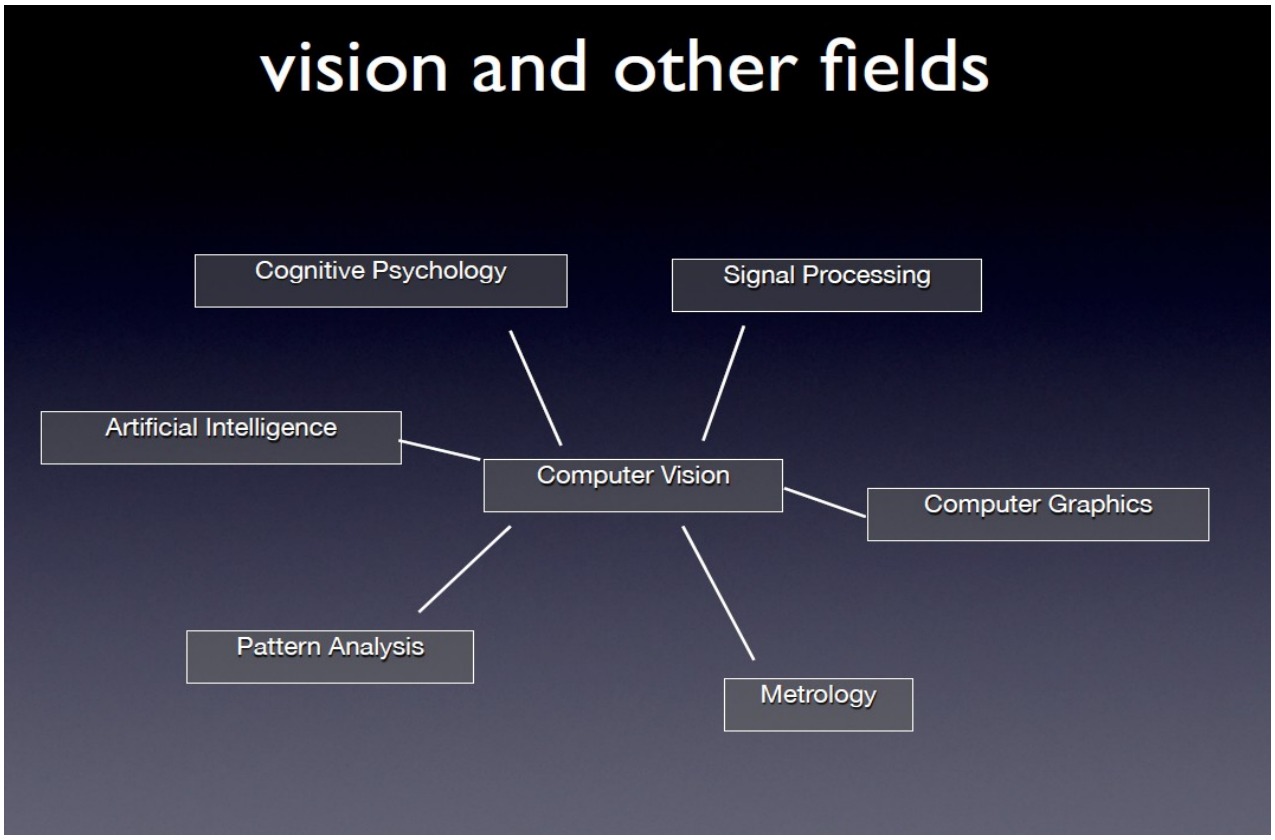 vision and other fields
Cognitive Psychology
Signal Processing
Artificial Intelligence
Computer Vision
Computer Graphics
Pattern Analysis
Metrology